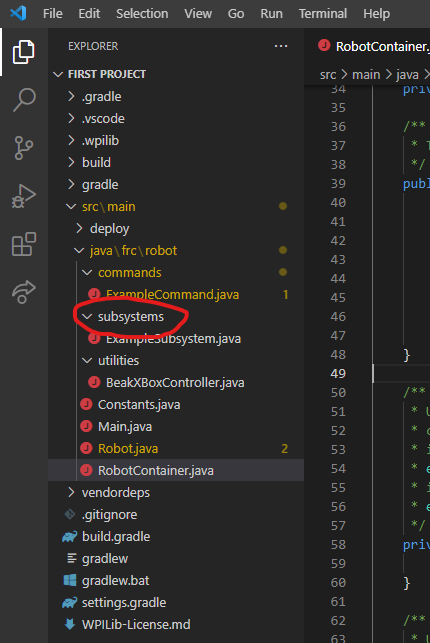 File Edit Selection View Go Run Terminal Help
EXPLORER ···
FIRST PROJECT
.gradle
.vscode
.wpilib
build
gradle
src\main
deploy
java\frc\robot
commands
ExampleCommand.java 1
subsystems
ExampleSubsystem.java
utilities
BeakXBoxController.java
Constants.java
Main.java
Robot.java 2
RobotContainer.java
vendordeps
.gitignore
build.gradle
gradlew
gradlew.bat
settings.gradle
WPILib-License.md
RobotContainer.
src > main > java >
34 priv
35
36 /**
37 * T
38 */
39 publ
40
41
42
43
44
45
46
47
48 }
49
50 /**
51 * U
52 * c
53 * i
54 * e
55 * i
56 * e
57 */
58 priv
59
60 }
61
62 /**
63 * U